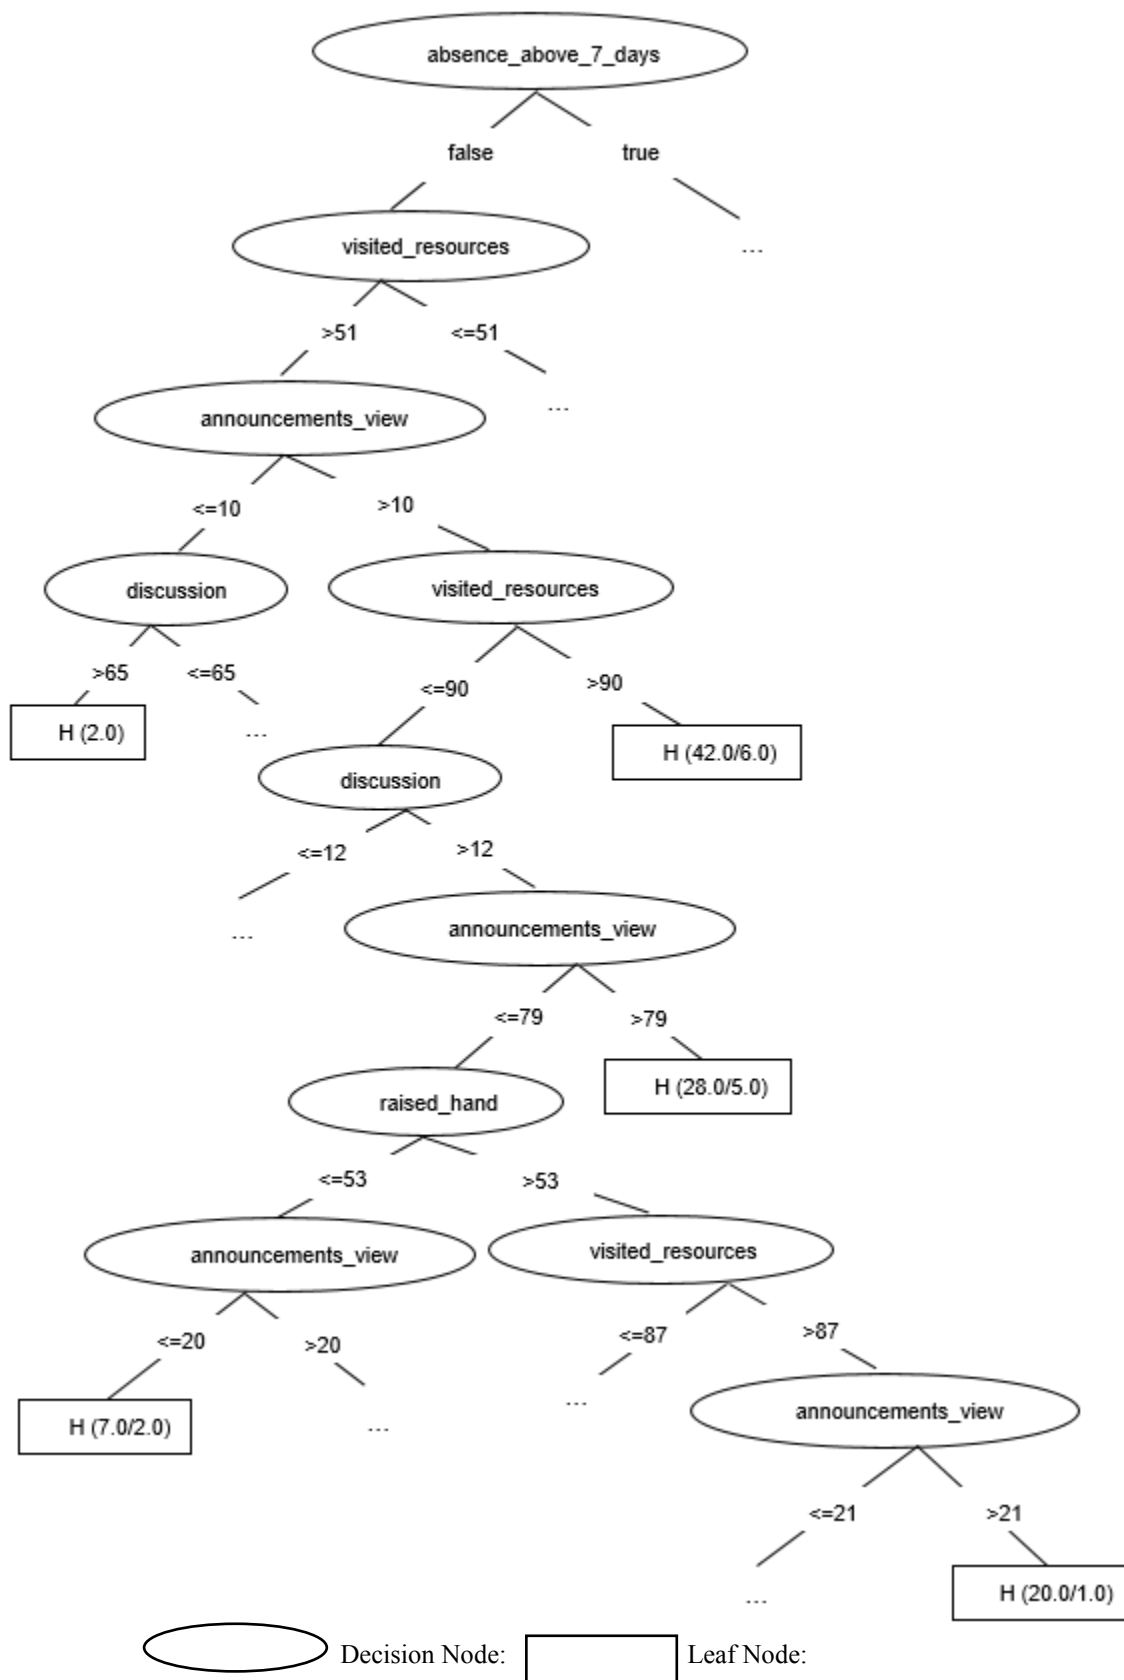 absence_above_7_days
false
true
...
visited_resources
>51
<=51
...
announcements_view
<=10
>10
discussion
visited_resources
>65
<=65
<=90
>90
H (2.0)
...
H (42.0/6.0)
discussion
<=12
>12
...
announcements_view
<=79
>79
raised_hand
H (28.0/5.0)
<=53
>53
announcements_view
visited_resources
<=20
>20
<=87
>87
H (7.0/2.0)
...
...
announcements_view
<=21
>21
...
H (20.0/1.0)
Decision Node:
Leaf Node: